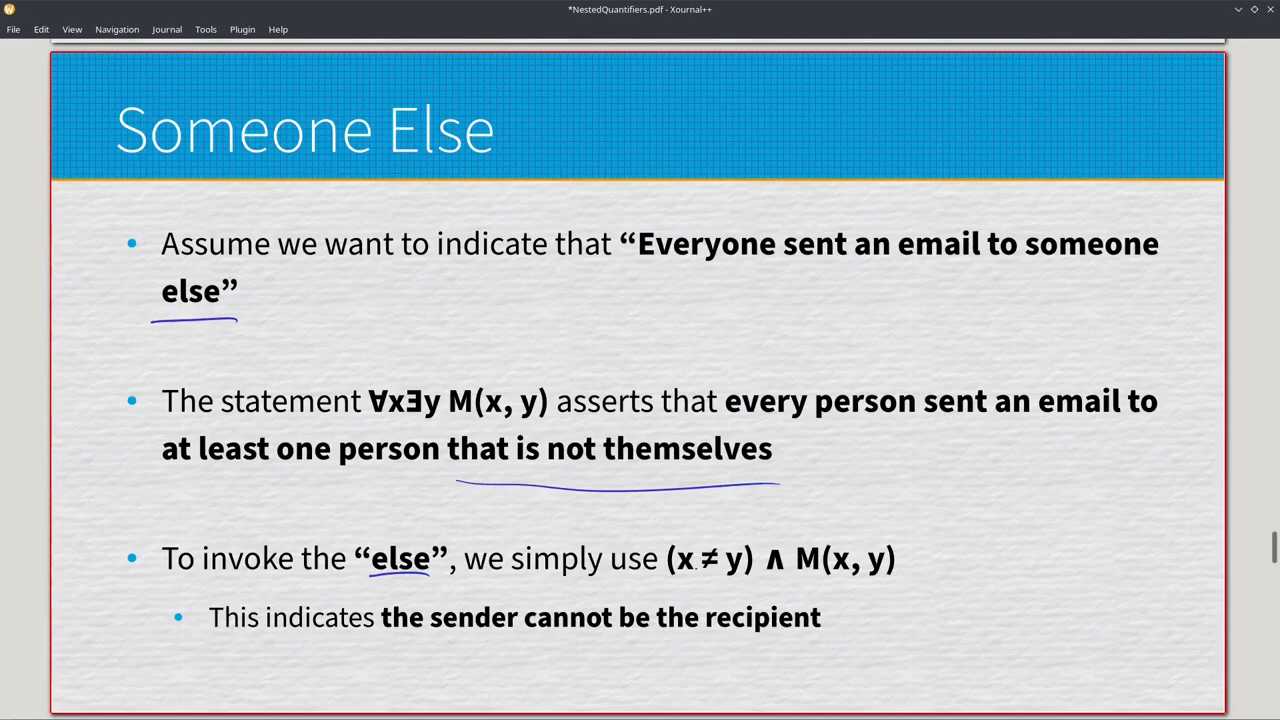 *NestedQuantifiers.pdf - Xournal++
File Edit View Navigation Journal Tools Plugin Help
Someone Else
• Assume we want to indicate that “Everyone sent an email to someone
else”
• The statement ∀x∃y M(x, y) asserts that every person sent an email to
at least one person that is not themselves
• To invoke the “else”, we simply use (x ≠ y) ∧ M(x, y)
• This indicates the sender cannot be the recipient